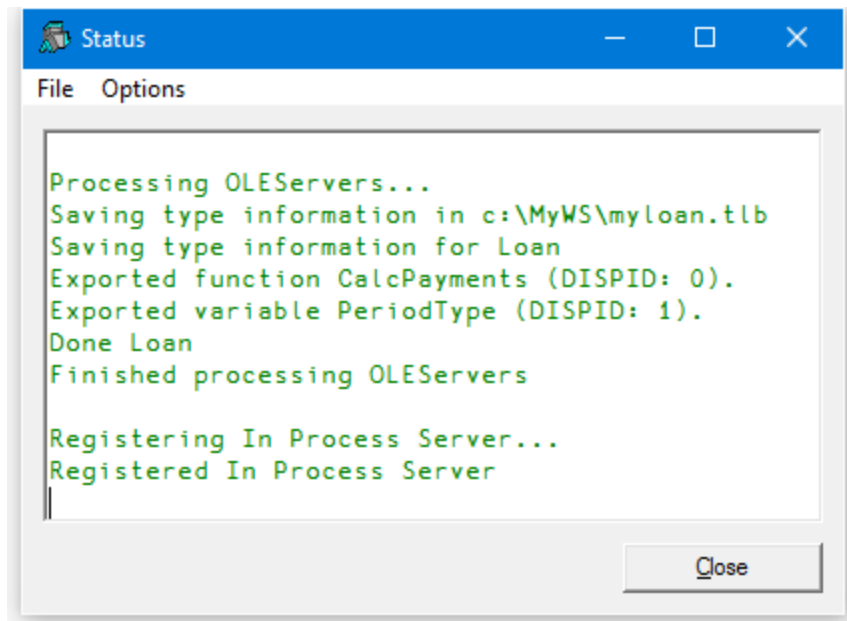 Status
File Options
Processing OLEServers...
Saving type information in c:\MyWS\myloan.tlb
Saving type information for Loan
Exported function CalcPayments (DISPID: 0).
Exported variable PeriodType (DISPID: 1).
Done Loan
Finished processing OLEServers
Registering In Process Server...
Registered In Process Server
Close